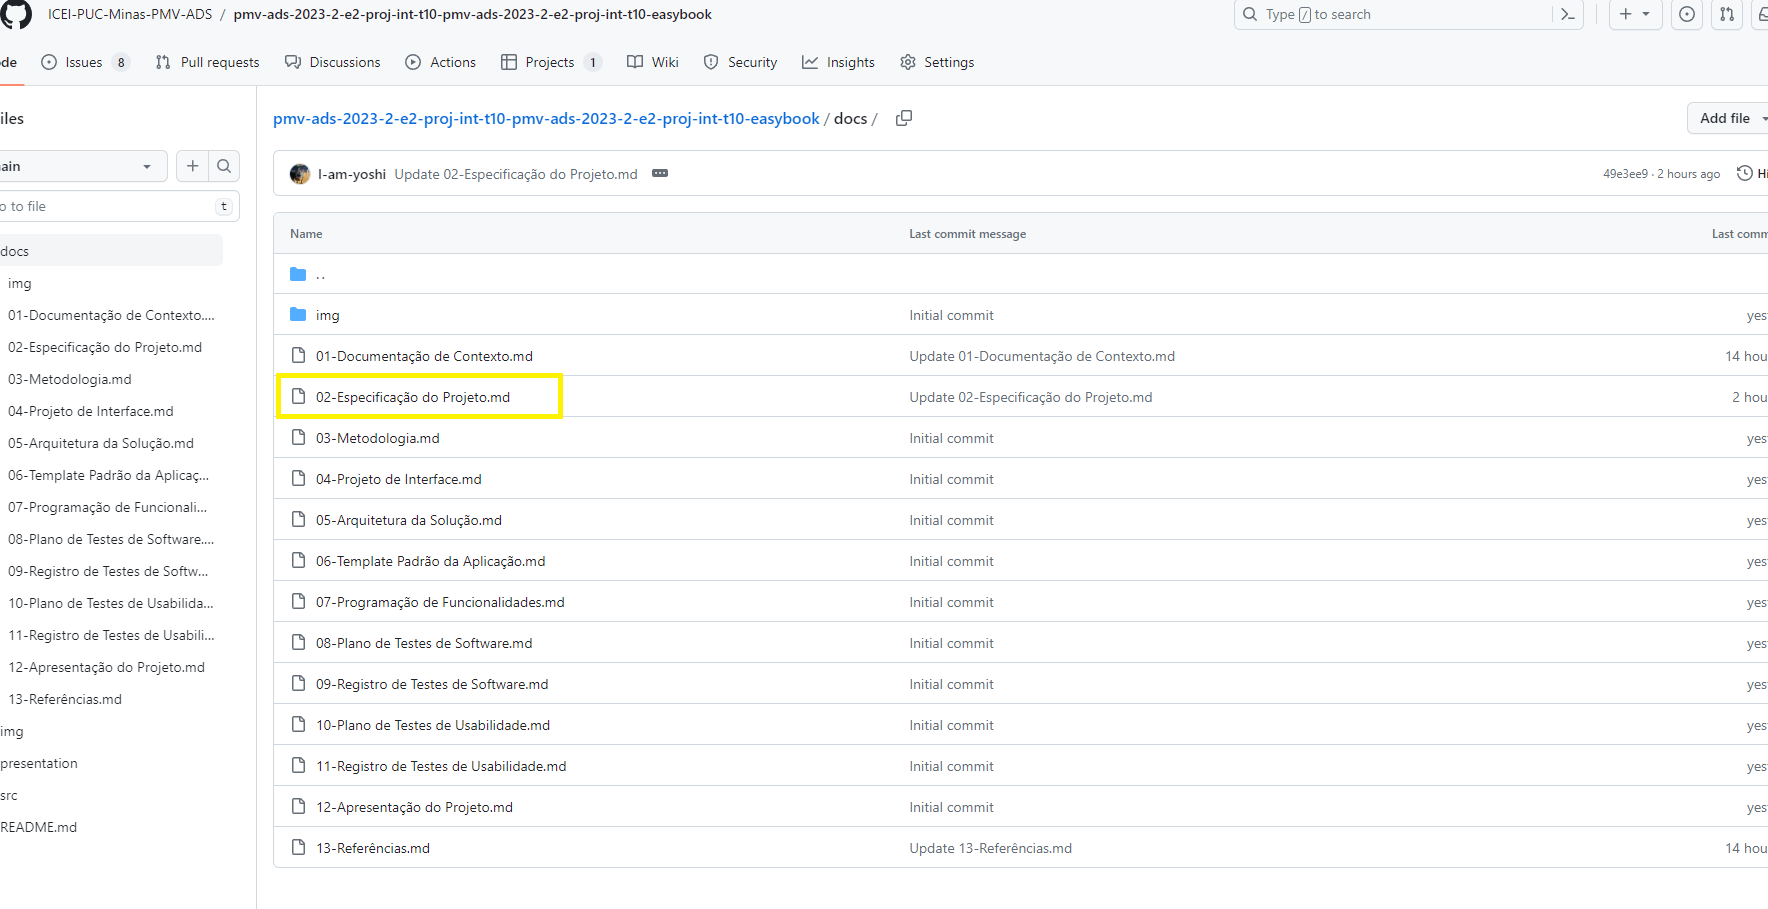 ICEI-PUC-Minas-PMV-ADS / pmv-ads-2023-2-e2-proj-int-t10-pmv-ads-2023-2-e2-proj-int-t10-easybook
Type / to search
de Issues 8 Pull requests Discussions Actions Projects 1 Wiki Security Insights Settings
iles
ain
o to file t
docs
img
01-Documentação de Contexto....
02-Especificação do Projeto.md
03-Metodologia.md
04-Projeto de Interface.md
05-Arquitetura da Solução.md
06-Template Padrão da Aplicaç...
07-Programação de Funcionali...
08-Plano de Testes de Software....
09-Registro de Testes de Softw...
10-Plano de Testes de Usabilida...
11-Registro de Testes de Usabili...
12-Apresentação do Projeto.md
13-Referências.md
img
presentation
src
README.md
pmv-ads-2023-2-e2-proj-int-t10-pmv-ads-2023-2-e2-proj-int-t10-easybook / docs /
Add file
I-am-yoshi Update 02-Especificação do Projeto.md 49e3ee9 · 2 hours ago Hi
Name Last commit message Last comm
..
img Initial commit yes
01-Documentação de Contexto.md Update 01-Documentação de Contexto.md 14 hou
02-Especificação do Projeto.md Update 02-Especificação do Projeto.md 2 hou
03-Metodologia.md Initial commit yes
04-Projeto de Interface.md Initial commit yes
05-Arquitetura da Solução.md Initial commit yes
06-Template Padrão da Aplicação.md Initial commit yes
07-Programação de Funcionalidades.md Initial commit yes
08-Plano de Testes de Software.md Initial commit yes
09-Registro de Testes de Software.md Initial commit yes
10-Plano de Testes de Usabilidade.md Initial commit yes
11-Registro de Testes de Usabilidade.md Initial commit yes
12-Apresentação do Projeto.md Initial commit yes
13-Referências.md Update 13-Referências.md 14 hou